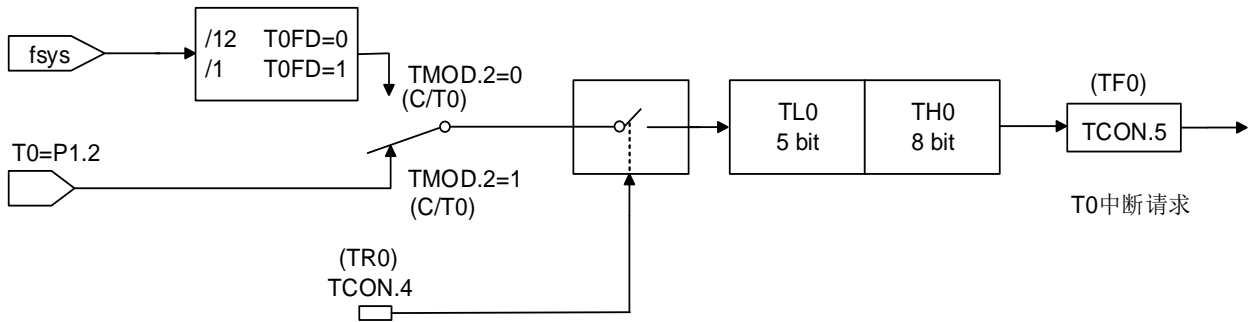 fsys
/12 T0FD=0
/1 T0FD=1
TMOD.2=0
(C/T0)
T0=P1.2
TMOD.2=1
(C/T0)
(TR0)
TCON.4
TL0
5 bit
TH0
8 bit
(TF0)
TCON.5
T0中断请求